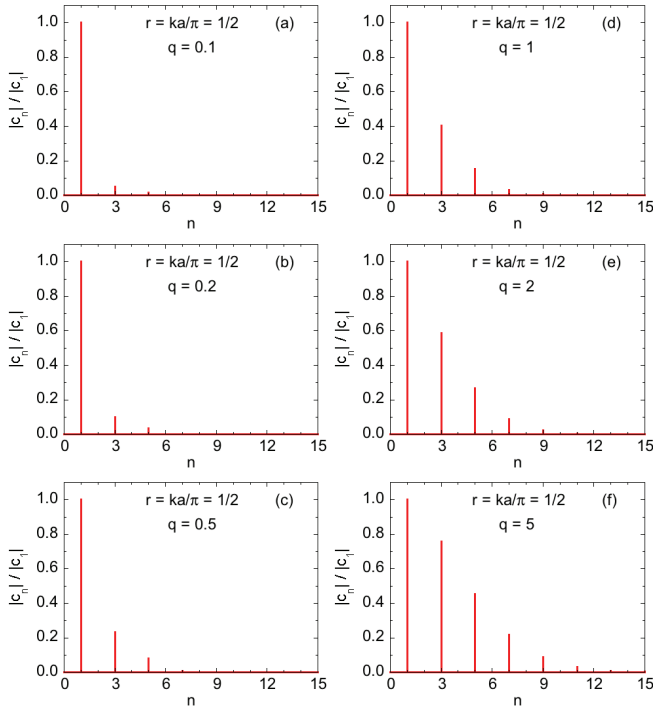 r = ka/π = 1/2 (a)
q = 0.1
|c_n| / |c_1|
1.0
0.8
0.6
0.4
0.2
0.0
0 3 6 9 12 15
n
r = ka/π = 1/2 (d)
q = 1
|c_n| / |c_1|
1.0
0.8
0.6
0.4
0.2
0.0
0 3 6 9 12 15
n
r = ka/π = 1/2 (b)
q = 0.2
|c_n| / |c_1|
1.0
0.8
0.6
0.4
0.2
0.0
0 3 6 9 12 15
n
r = ka/π = 1/2 (e)
q = 2
|c_n| / |c_1|
1.0
0.8
0.6
0.4
0.2
0.0
0 3 6 9 12 15
n
r = ka/π = 1/2 (c)
q = 0.5
|c_n| / |c_1|
1.0
0.8
0.6
0.4
0.2
0.0
0 3 6 9 12 15
n
r = ka/π = 1/2 (f)
q = 5
|c_n| / |c_1|
1.0
0.8
0.6
0.4
0.2
0.0
0 3 6 9 12 15
n